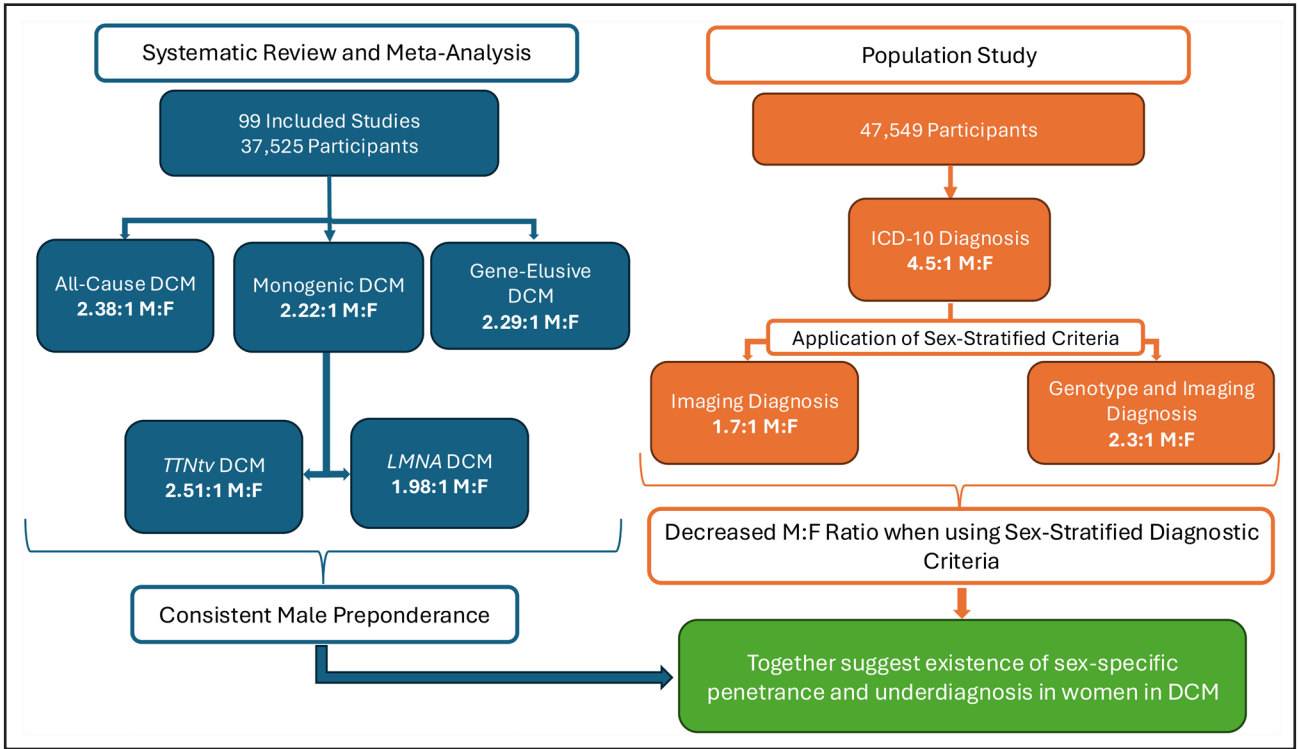 Systematic Review and Meta-Analysis
99 Included Studies
37,525 Participants
All-Cause DCM
2.38:1 M:F
Monogenic DCM
2.22:1 M:F
Gene-Elusive
DCM
2.29:1 M:F
TTNtv DCM
2.51:1 M:F
LMNA DCM
1.98:1 M:F
Consistent Male Preponderance
Population Study
47,549 Participants
ICD-10 Diagnosis
4.5:1 M:F
Application of Sex-Stratified Criteria
Imaging Diagnosis
1.7:1 M:F
Genotype and Imaging
Diagnosis
2.3:1 M:F
Decreased M:F Ratio when using Sex-Stratified Diagnostic
Criteria
Together suggest existence of sex-specific
penetrance and underdiagnosis in women in DCM